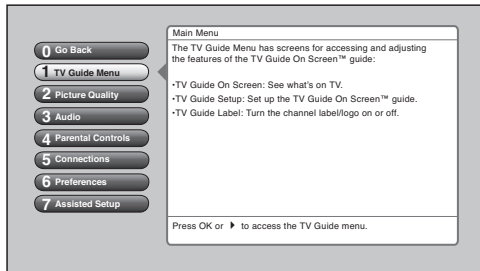 Main Menu
0 Go Back
1 TV Guide Menu
2 Picture Quality
3 Audio
4 Parental Controls
5 Connections
6 Preferences
7 Assisted Setup
The TV Guide Menu has screens for accessing and adjusting
the features of the TV Guide On Screen™ guide:
•TV Guide On Screen: See what's on TV.
•TV Guide Setup: Set up the TV Guide On Screen™ guide.
•TV Guide Label: Turn the channel label/logo on or off.
Press OK or ▶ to access the TV Guide menu.